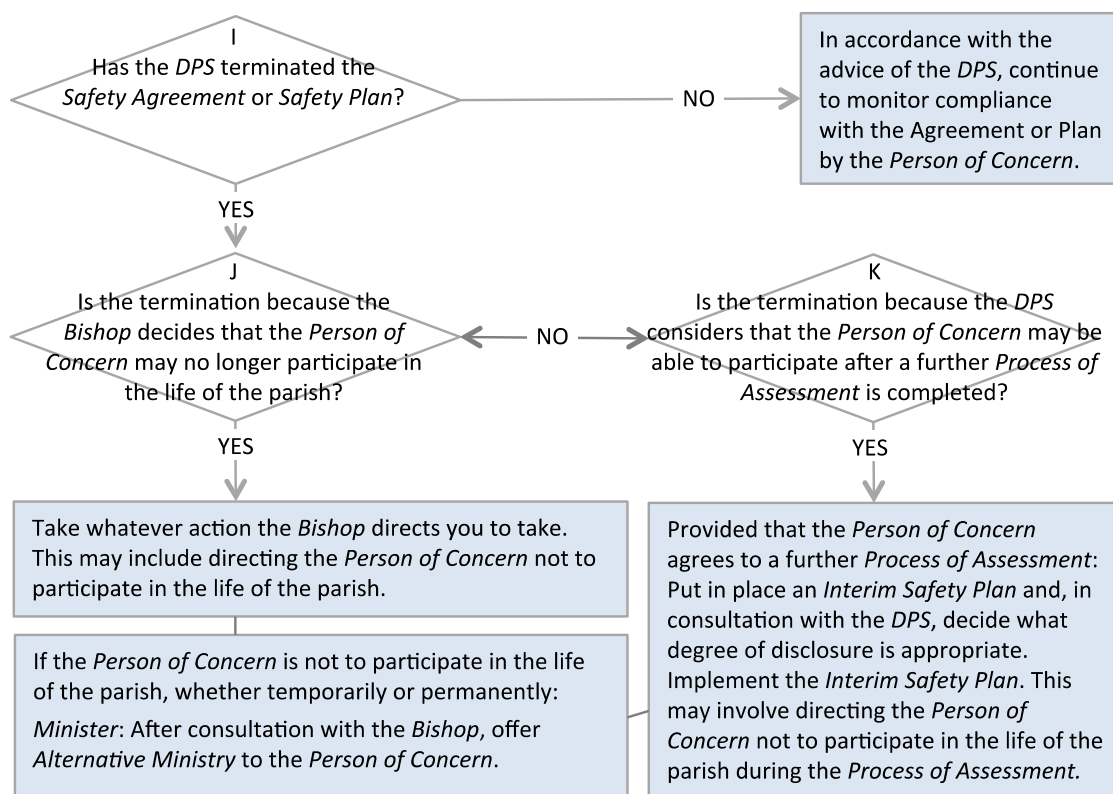 I
Has the DPS terminated the
Safety Agreement or Safety Plan?
NO
In accordance with the
advice of the DPS, continue
to monitor compliance
with the Agreement or Plan
by the Person of Concern.
YES
J
Is the termination because the
Bishop decides that the Person of
Concern may no longer participate in
the life of the parish?
NO
K
Is the termination because the DPS
considers that the Person of Concern may be
able to participate after a further Process of
Assessment is completed?
YES
YES
Take whatever action the Bishop directs you to take.
This may include directing the Person of Concern not to
participate in the life of the parish.
If the Person of Concern is not to participate in the life
of the parish, whether temporarily or permanently:
Minister: After consultation with the Bishop, offer
Alternative Ministry to the Person of Concern.
Provided that the Person of Concern
agrees to a further Process of Assessment:
Put in place an Interim Safety Plan and, in
consultation with the DPS, decide what
degree of disclosure is appropriate.
Implement the Interim Safety Plan. This
may involve directing the Person of
Concern not to participate in the life of the
parish during the Process of Assessment.